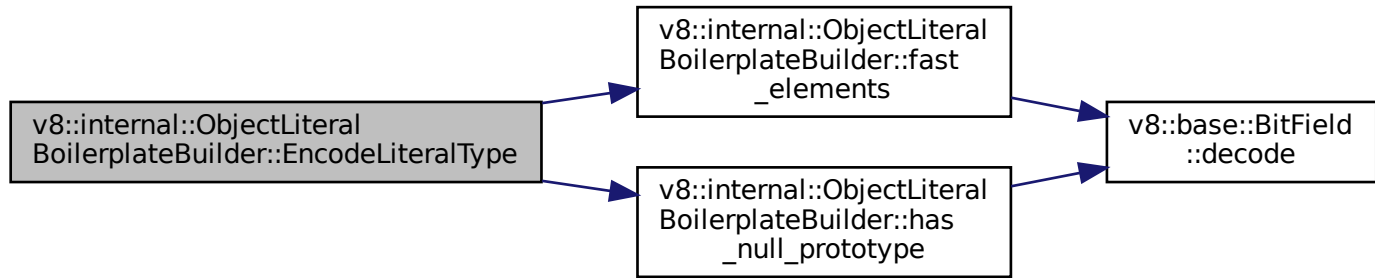 v8::internal::ObjectLiteral
BoilerplateBuilder::EncodeLiteralType
v8::internal::ObjectLiteral
BoilerplateBuilder::fast
_elements
v8::internal::ObjectLiteral
BoilerplateBuilder::has
_null_prototype
v8::base::BitField
::decode